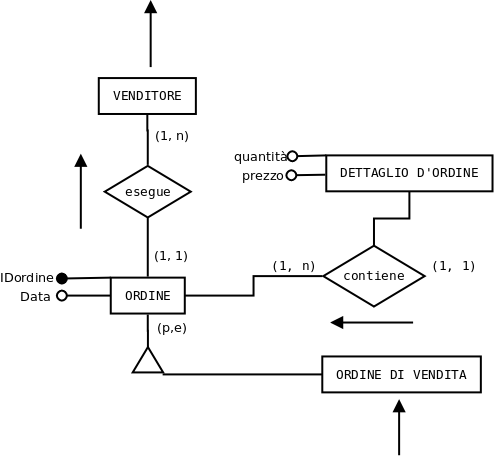 VENDITORE
(1, n)
quantità
prezzo
DETTAGLIO D'ORDINE
esegue
(1, 1)
(1, n)
contiene
(1, 1)
IDordine
Data
ORDINE
(p,e)
ORDINE DI VENDITA